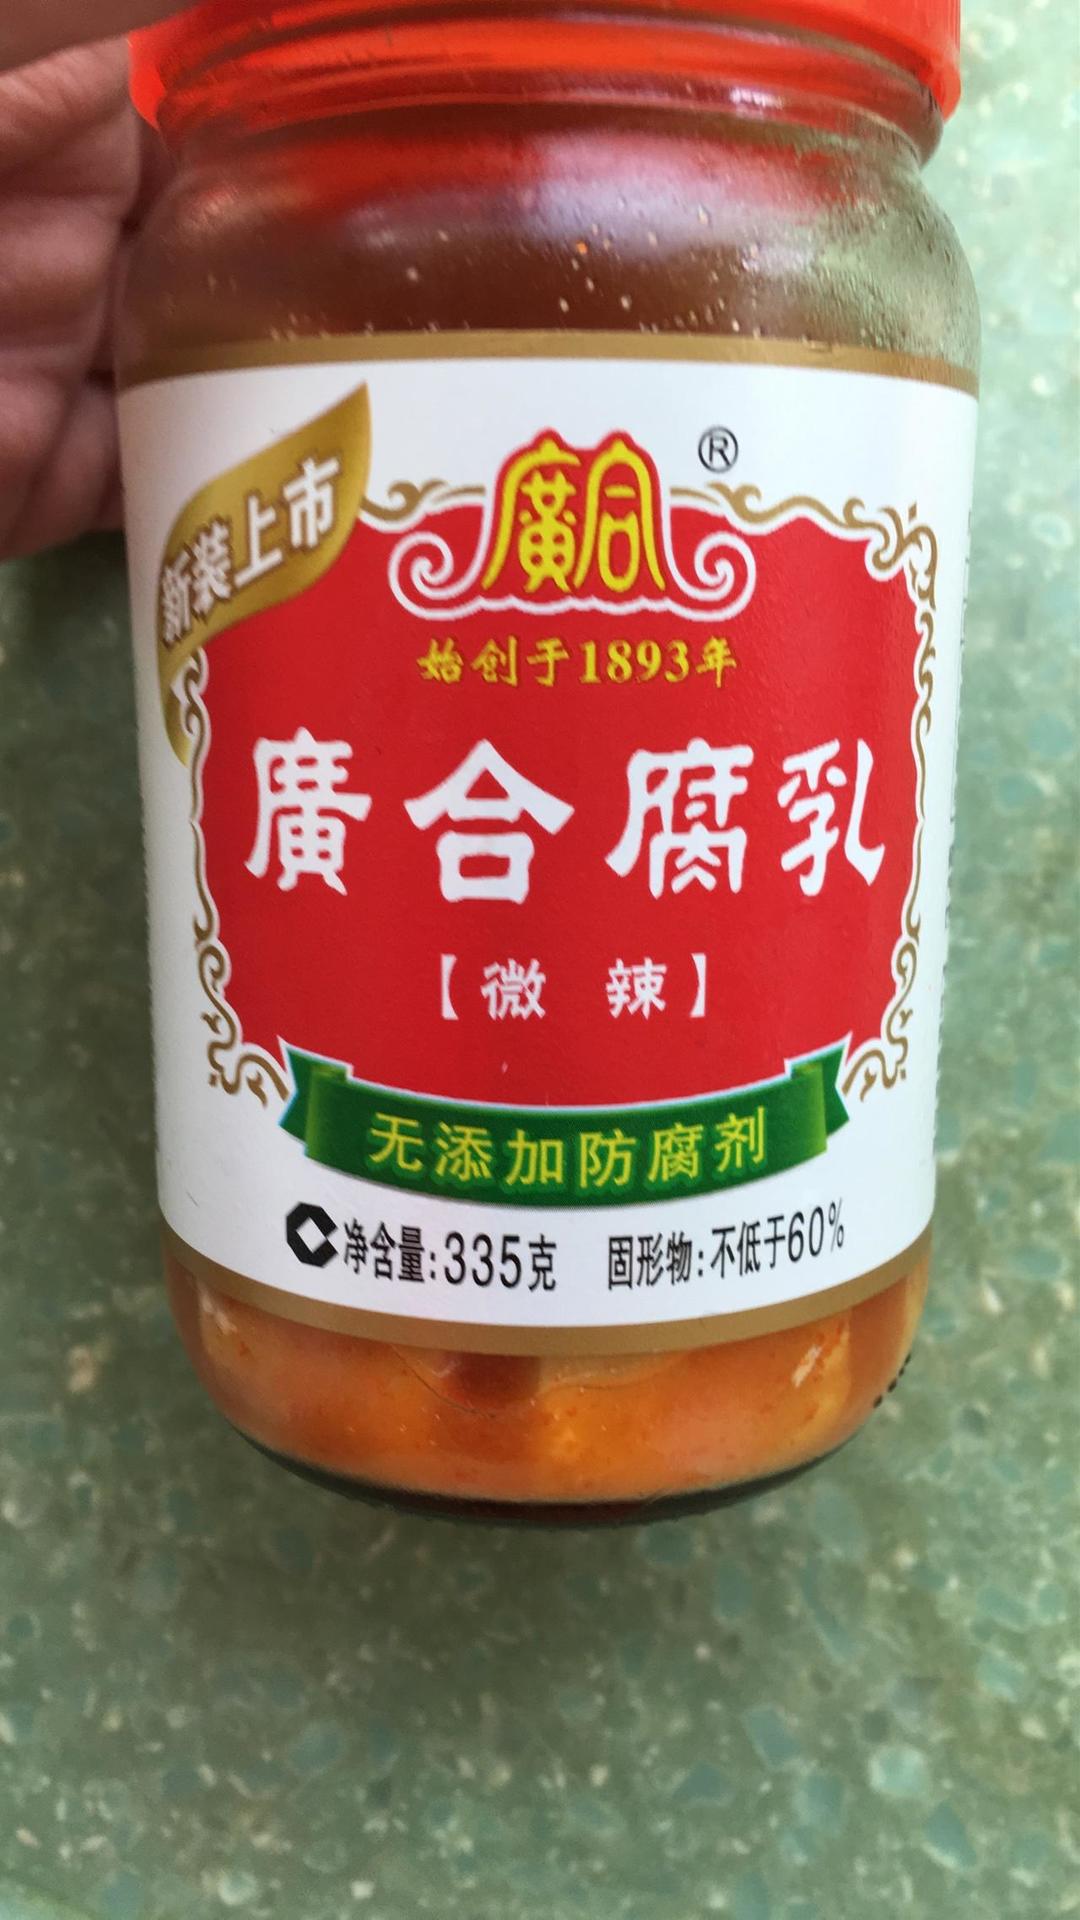 新装上市
廣合
®
始创于1893年
廣合腐乳
【微 辣】
无添加防腐剂
净含量:335克 固形物:不低于60%